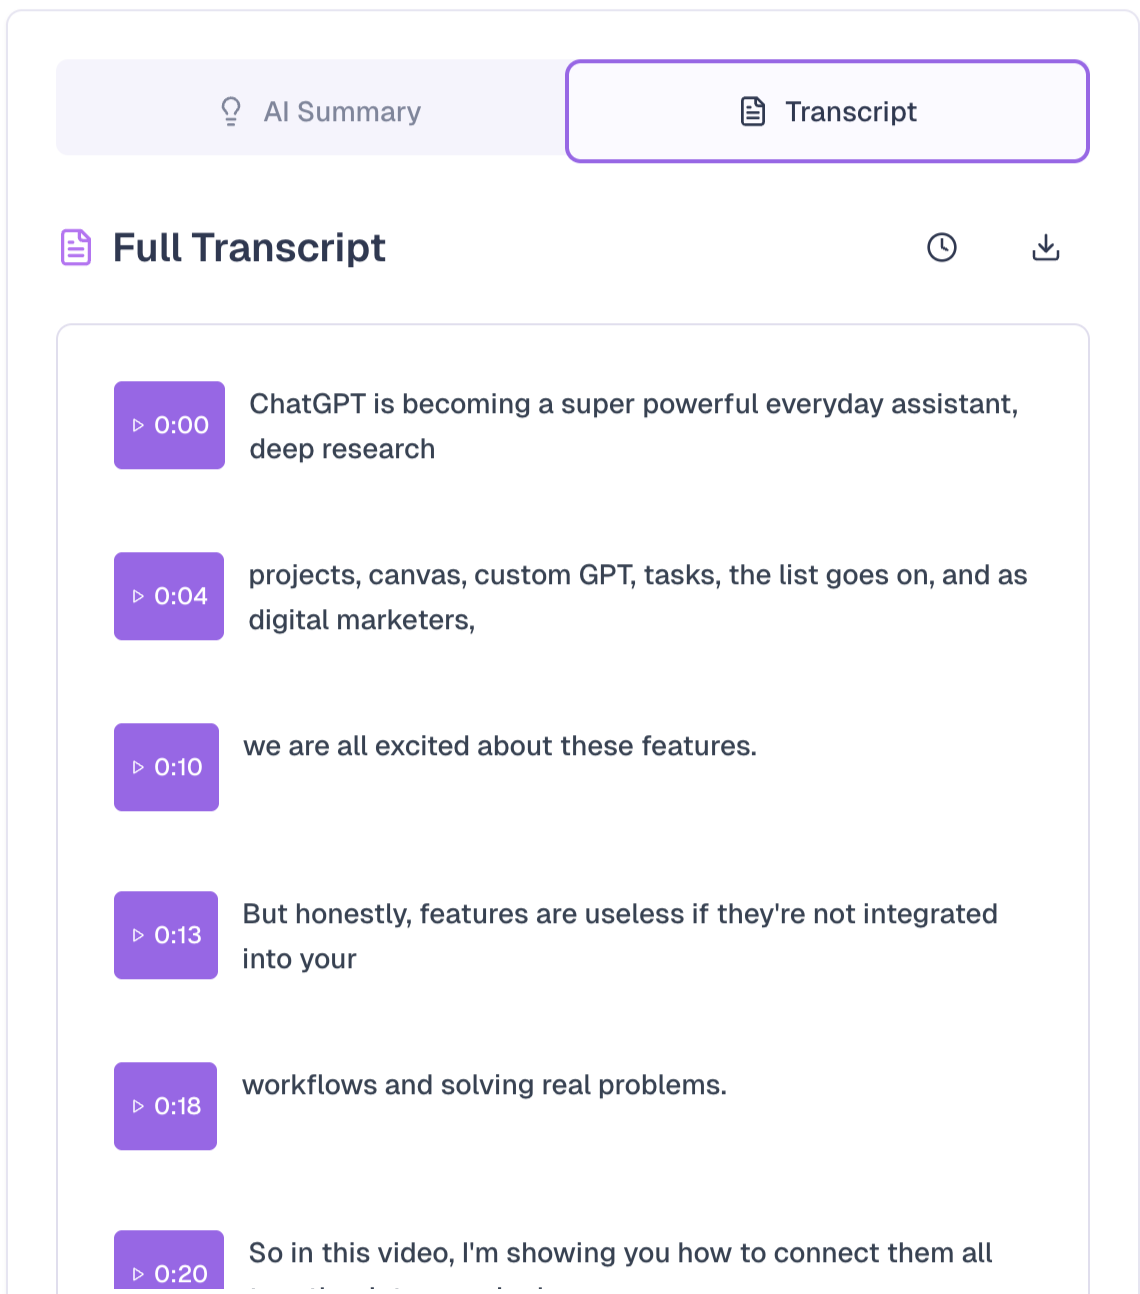 AI Summary
Transcript
Full Transcript
0:00
ChatGPT is becoming a super powerful everyday assistant,
deep research
0:04
projects, canvas, custom GPT, tasks, the list goes on, and as
digital marketers,
0:10
we are all excited about these features.
0:13
But honestly, features are useless if they're not integrated
into your
0:18
workflows and solving real problems.
0:20
So in this video, I'm showing you how to connect them all